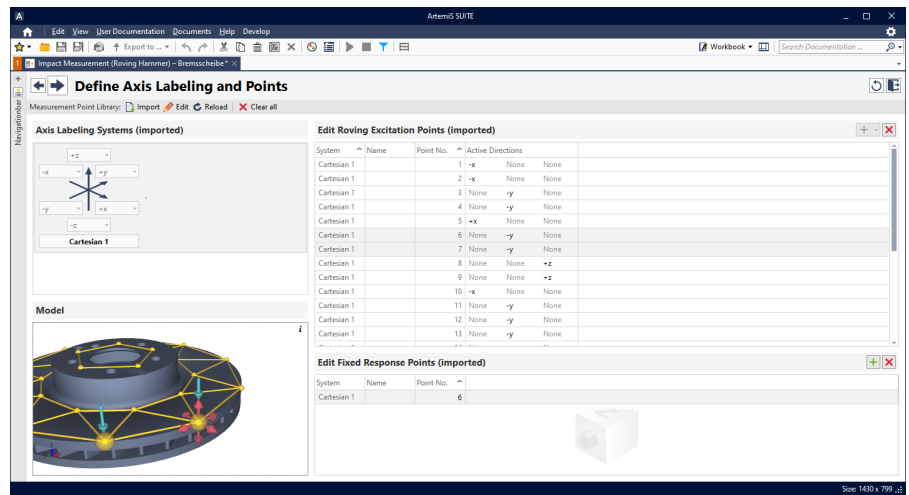 A ArtemiS SUITE
Edit View User Documentation Documents Help Develop
Export to ... Workbook Search Documentation ...
1 Impact Measurement (Roving Hammer) – Bremsscheibe*
Define Axis Labeling and Points
Navigationbar
Measurement Point Library: Import Edit Reload Clear all
Axis Labeling Systems (imported)
+z
-x +y
-y +x
-z
Cartesian 1
Model
i
Edit Roving Excitation Points (imported)
System Name Point No. Active Directions
Cartesian 1 1 -x None None
Cartesian 1 2 -x None None
Cartesian 1 3 None -y None
Cartesian 1 4 None -y None
Cartesian 1 5 +x None None
Cartesian 1 6 None -y None
Cartesian 1 7 None -y None
Cartesian 1 8 None None +z
Cartesian 1 9 None None +z
Cartesian 1 10 -x None None
Cartesian 1 11 None -y None
Cartesian 1 12 None -y None
Cartesian 1 13 None -y None
Edit Fixed Response Points (imported)
System Name Point No.
Cartesian 1 6
Size: 1430 x 799